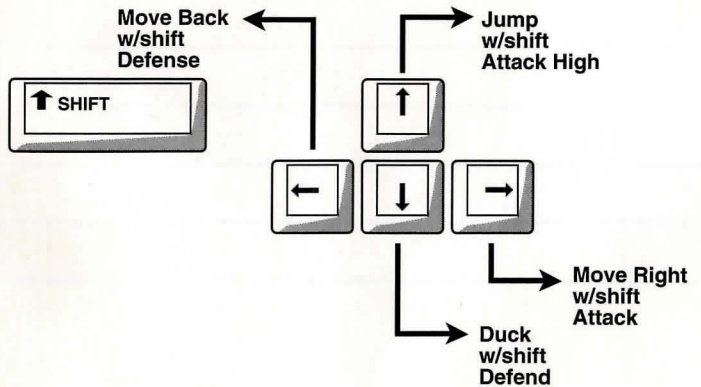 Move Back
w/shift
Defense
Jump
w/shift
Attack High
SHIFT
Move Right
w/shift
Attack
Duck
w/shift
Defend